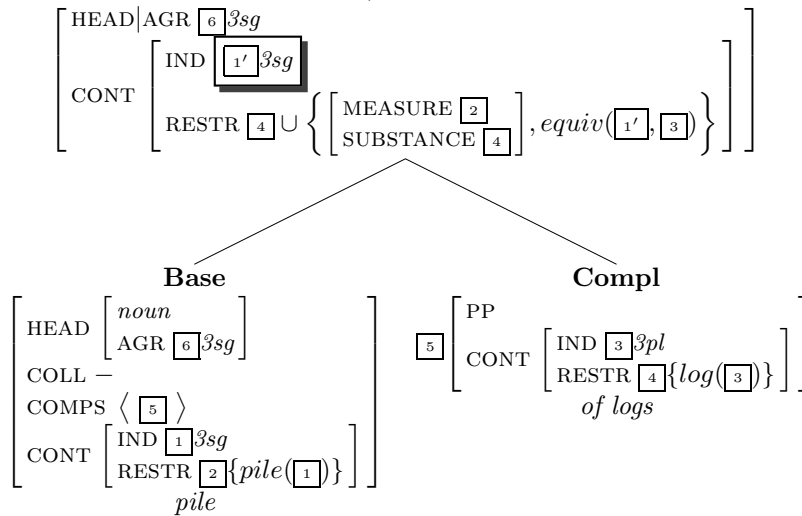 HEAD|AGR 6 3sg
IND 1′ 3sg
CONT
RESTR 4 ∪ { [ MEASURE 2
SUBSTANCE 4 ], equiv(1′, 3) }
Base Compl
HEAD [ noun
AGR 6 3sg ]
COLL −
COMPS ⟨ 5 ⟩
CONT [ IND 1 3sg
RESTR 2 {pile(1)} ]
pile
5 [ PP
CONT [ IND 3 3pl
RESTR 4 {log(3)} ]
of logs